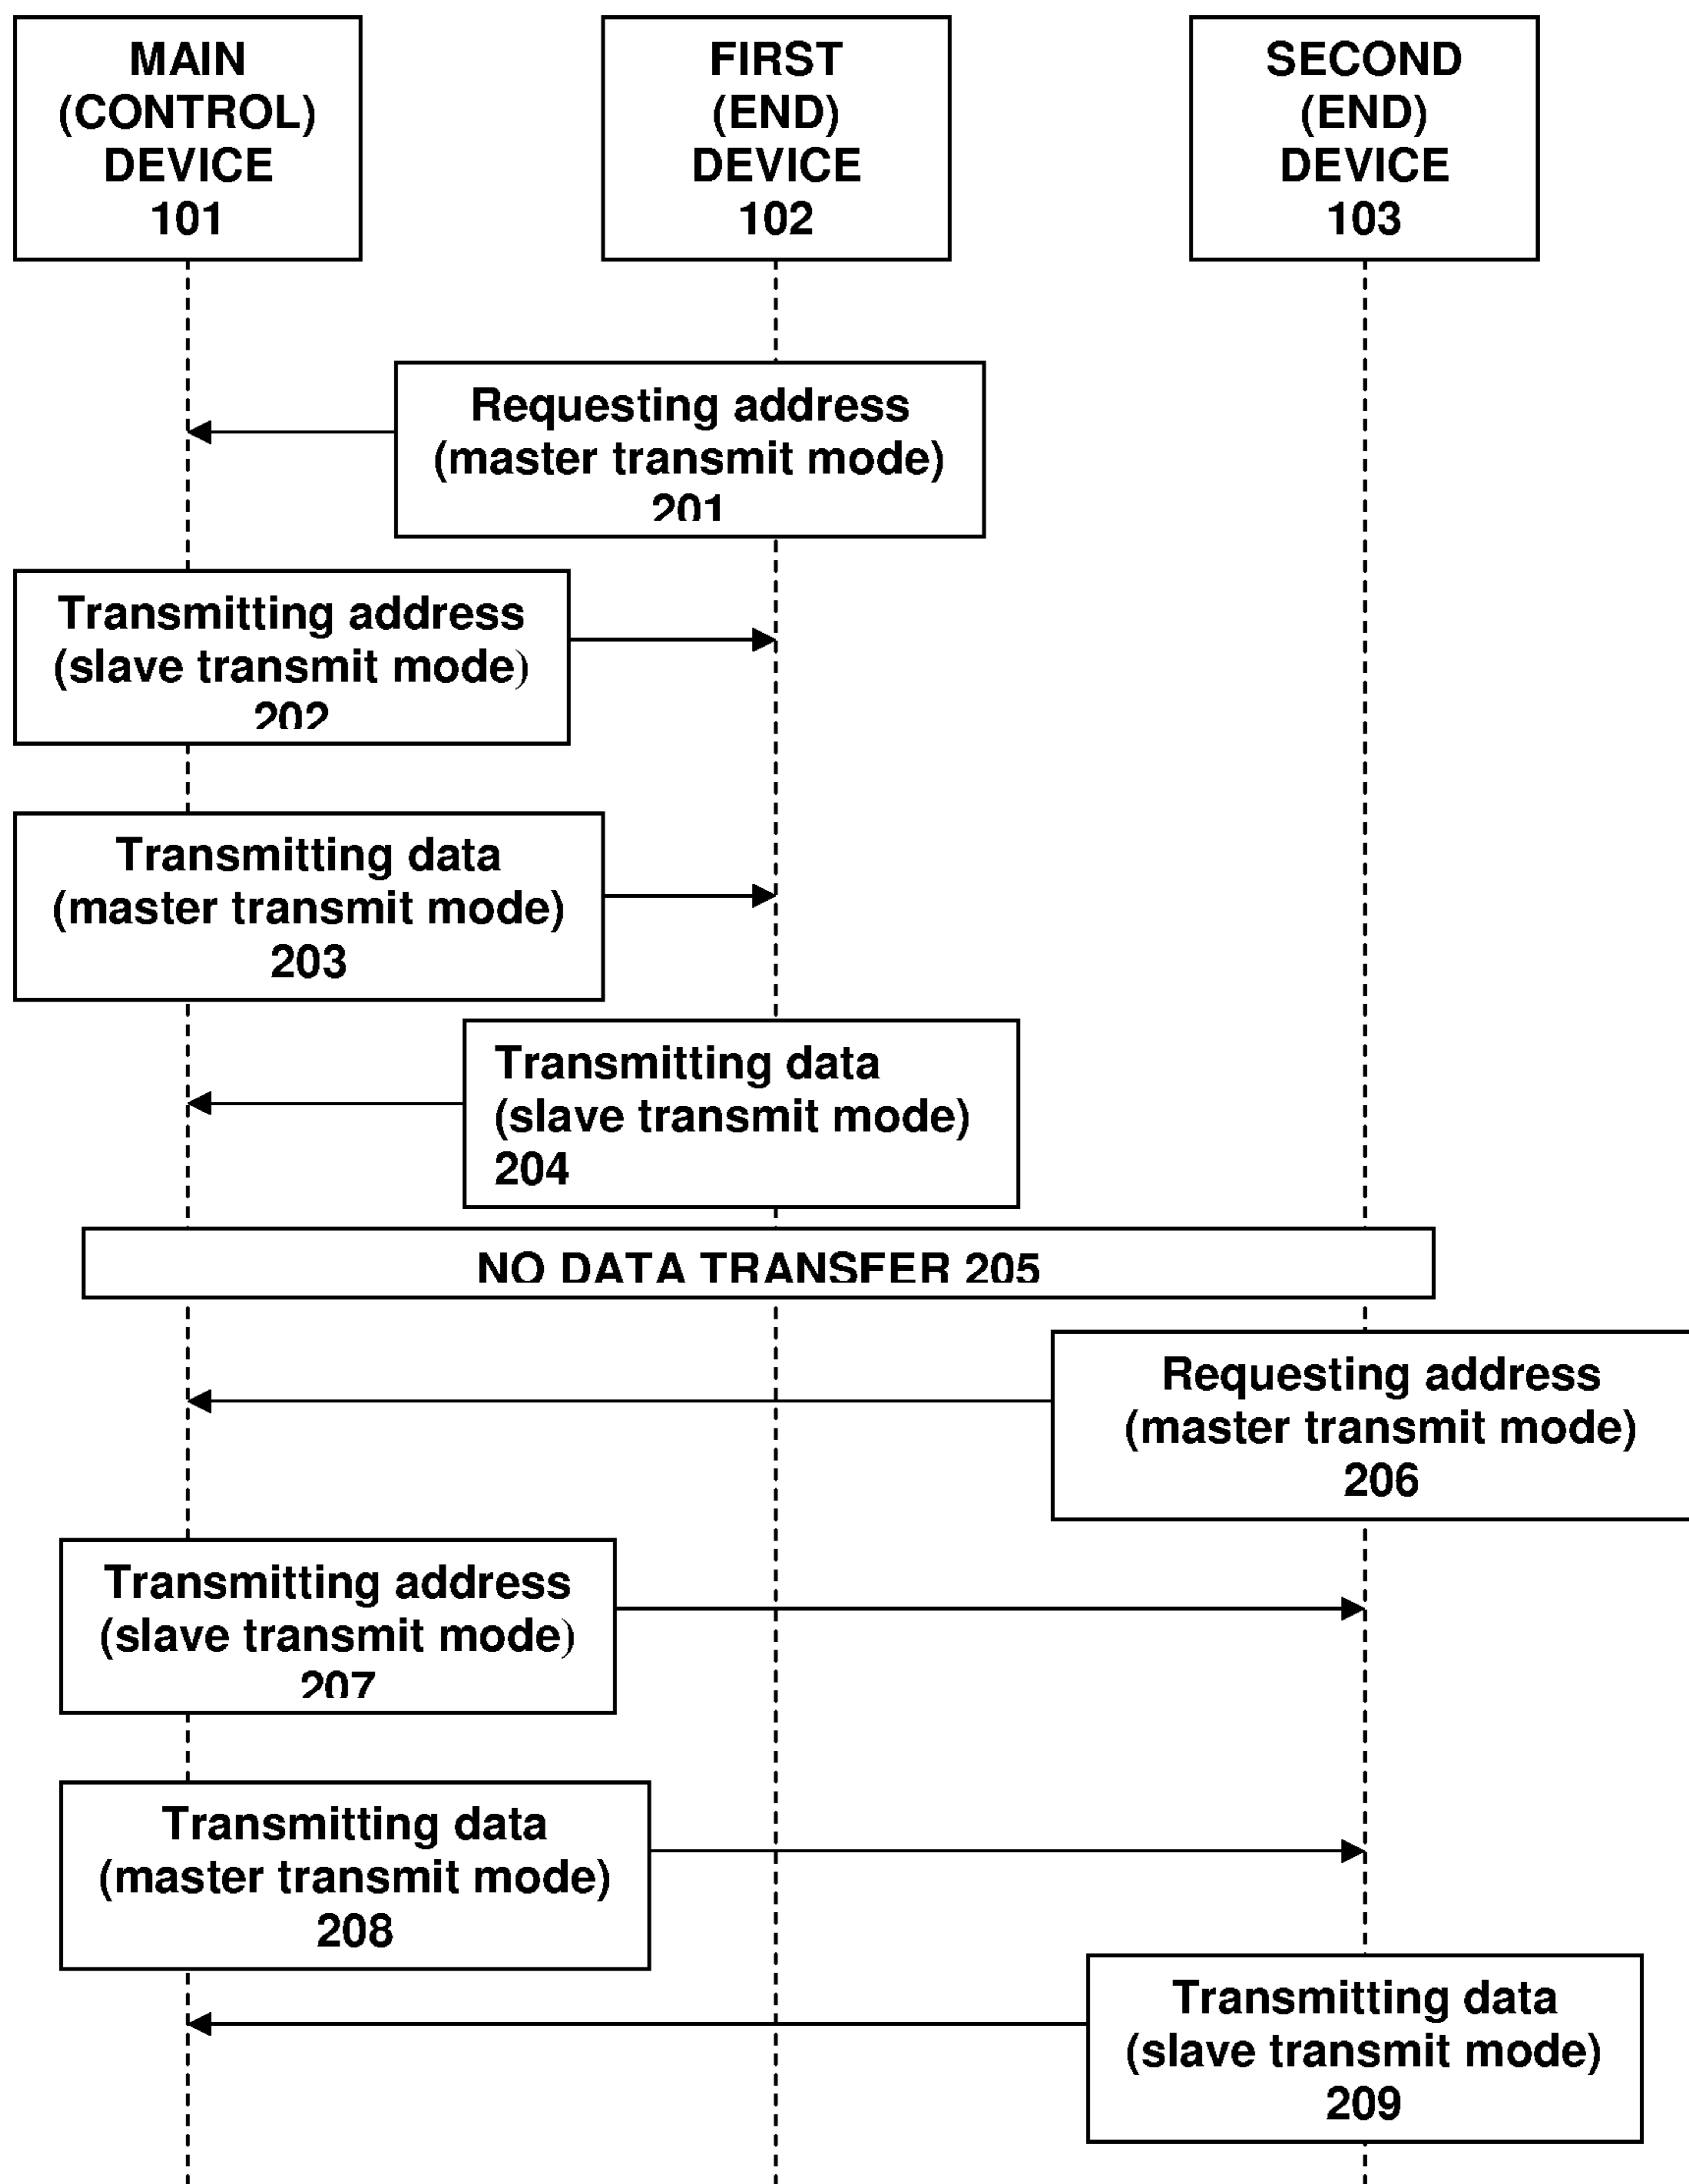 MAIN
(CONTROL)
DEVICE
101
FIRST
(END)
DEVICE
102
SECOND
(END)
DEVICE
103
Requesting address
(master transmit mode)
201
Transmitting address
(slave transmit mode)
202
Transmitting data
(master transmit mode)
203
Transmitting data
(slave transmit mode)
204
NO DATA TRANSFER 205
Requesting address
(master transmit mode)
206
Transmitting address
(slave transmit mode)
207
Transmitting data
(master transmit mode)
208
Transmitting data
(slave transmit mode)
209